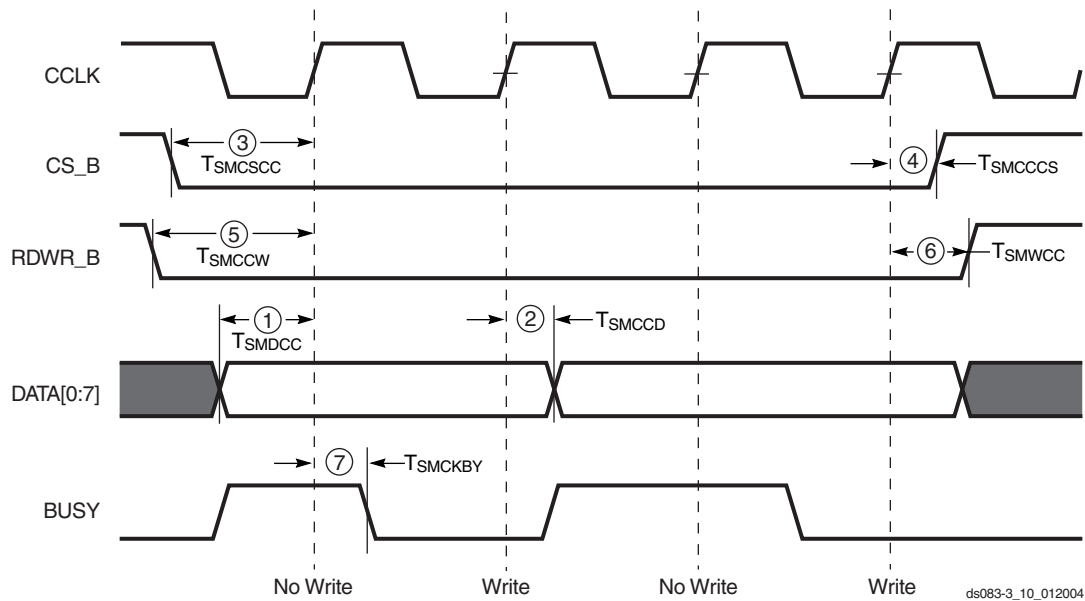 CCLK
③
CS_B
TSMCSCC
④
TSMCCCS
⑤
RDWR_B
TSMCCW
⑥
TSMWCC
①
TSMDCC
②
TSMCCD
DATA[0:7]
⑦
TSMCKBY
BUSY
No Write
Write
No Write
Write
ds083-3_10_012004